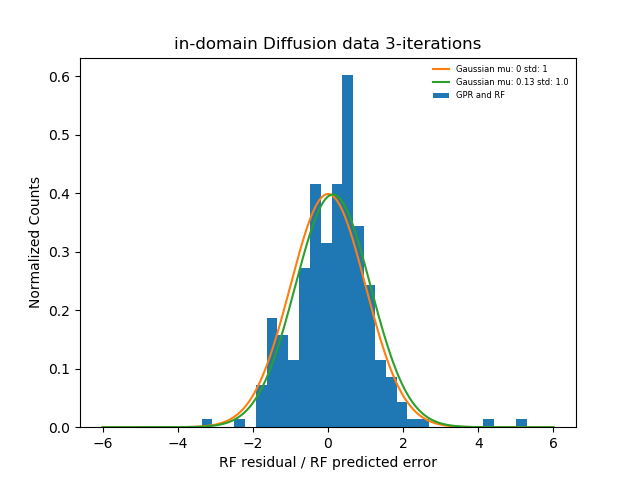 in-domain Diffusion data 3-iterations
Gaussian mu: 0 std: 1
Gaussian mu: 0.13 std: 1.0
GPR and RF
Normalized Counts
0.6
0.5
0.4
0.3
0.2
0.1
0.0
−6 −4 −2 0 2 4 6
RF residual / RF predicted error